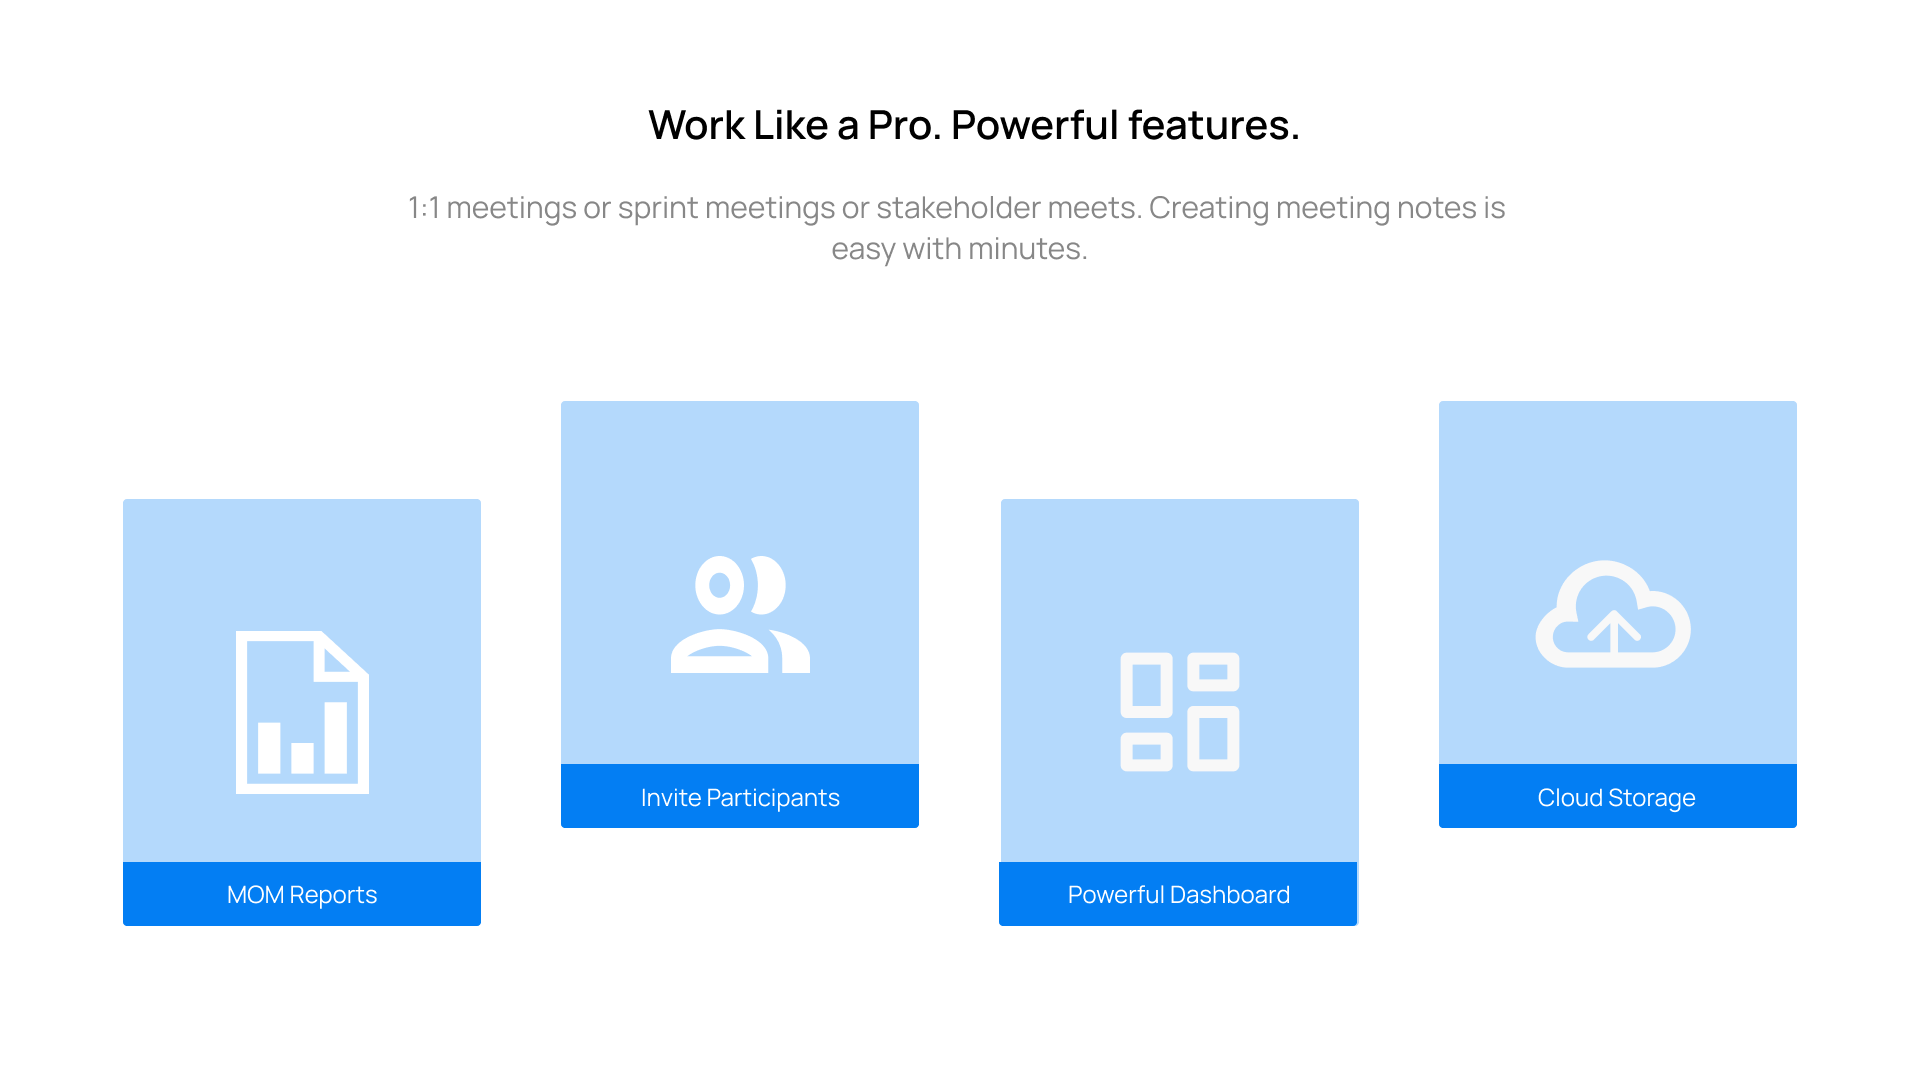 Work Like a Pro. Powerful features.
1:1 meetings or sprint meetings or stakeholder meets. Creating meeting notes is
easy with minutes.
MOM Reports
Invite Participants
Powerful Dashboard
Cloud Storage